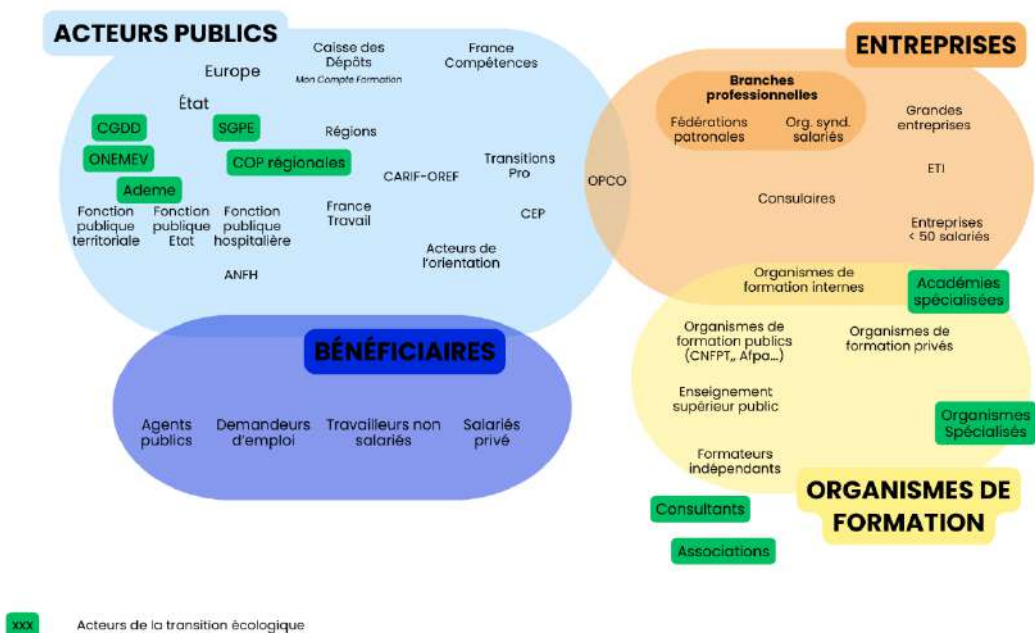 ACTEURS PUBLICS
Europe
Caisse des
Dépôts
Mon Compte Formation
France
Compétences
État
CGDD
SGPE
Régions
ONEMEV
COP régionales
Ademe
CARIF-OREF
Transitions
Pro
Fonction
publique
territoriale
Fonction
publique
Etat
Fonction
publique
hospitalière
France
Travail
CEP
Acteurs de
l'orientation
ANFH
OPCO
ENTREPRISES
Branches
professionnelles
Fédérations
patronales
Org. synd.
salariés
Grandes
entreprises
ETI
Consulaires
Entreprises
< 50 salariés
Organismes de
formation internes
Académies
spécialisées
Organismes de
formation publics
(CNFPT,, Afpa...)
Organismes de
formation privés
Enseignement
supérieur public
Organismes
Spécialisés
Formateurs
indépendants
ORGANISMES DE
FORMATION
Consultants
Associations
BÉNÉFICIAIRES
Agents
publics
Demandeurs
d'emploi
Travailleurs non
salariés
Salariés
privé
xxx
Acteurs de la transition écologique